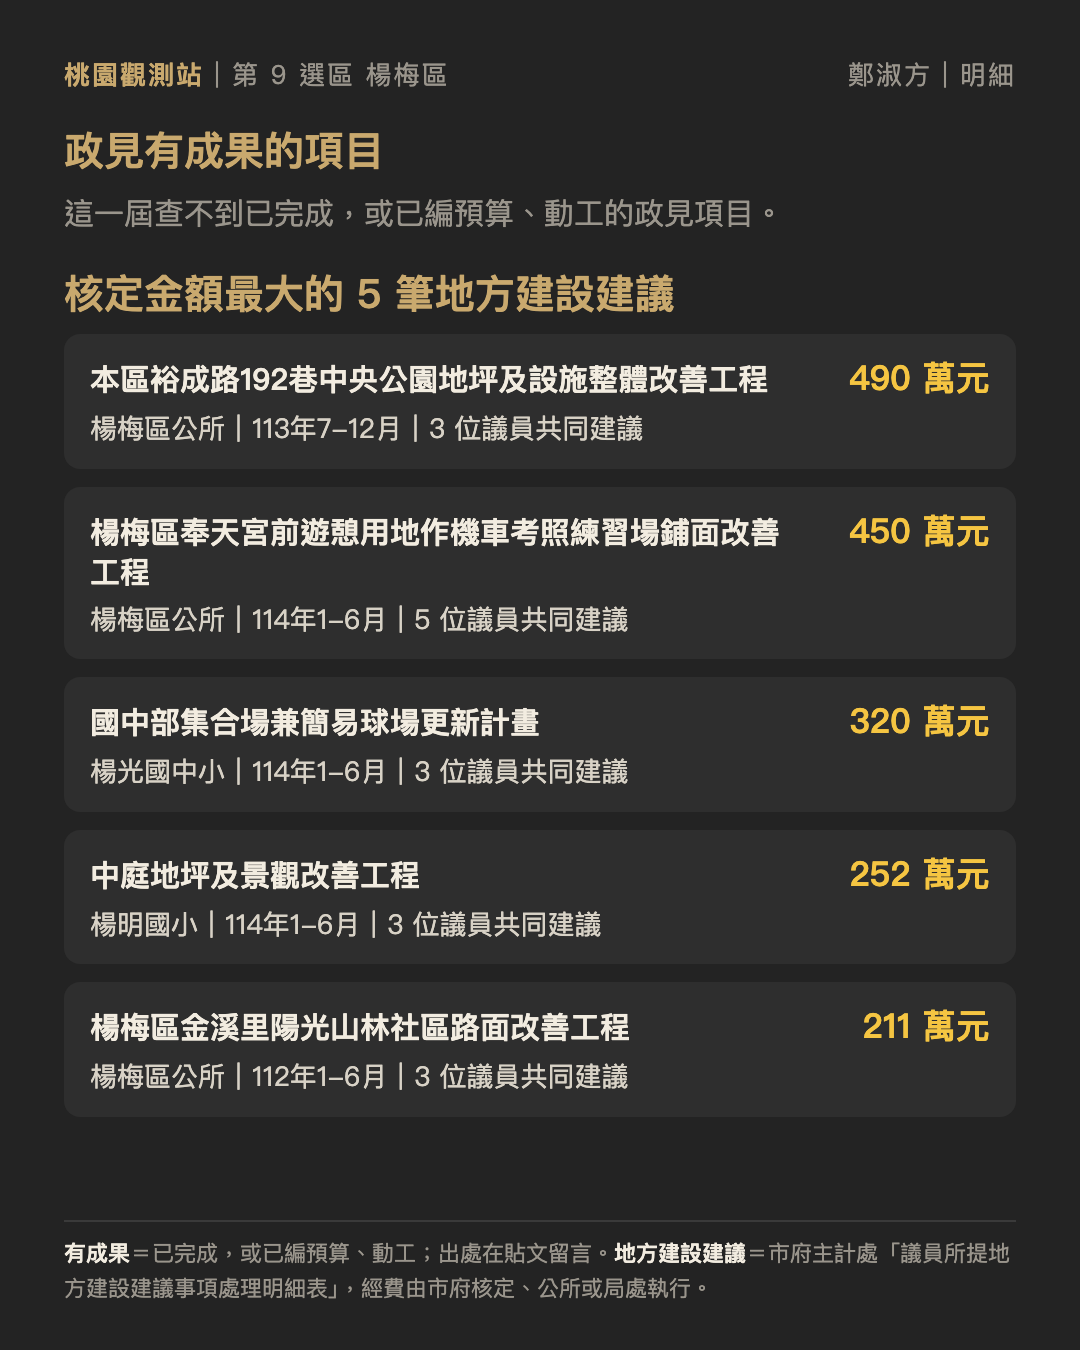 桃園觀測站｜第 9 選區 楊梅區
鄭淑方｜明細
政見有成果的項目
這一屆查不到已完成，或已編預算、動工的政見項目。
核定金額最大的 5 筆地方建設建議
本區裕成路192巷中央公園地坪及設施整體改善工程
490 萬元
楊梅區公所｜113年7–12月｜3 位議員共同建議
楊梅區奉天宮前遊憩用地作機車考照練習場鋪面改善
工程
450 萬元
楊梅區公所｜114年1–6月｜5 位議員共同建議
國中部集合場兼簡易球場更新計畫
320 萬元
楊光國中小｜114年1–6月｜3 位議員共同建議
中庭地坪及景觀改善工程
252 萬元
楊明國小｜114年1–6月｜3 位議員共同建議
楊梅區金溪里陽光山林社區路面改善工程
211 萬元
楊梅區公所｜112年1–6月｜3 位議員共同建議
有成果＝已完成，或已編預算、動工；出處在貼文留言。地方建設建議＝市府主計處「議員所提地
方建設建議事項處理明細表」，經費由市府核定、公所或局處執行。